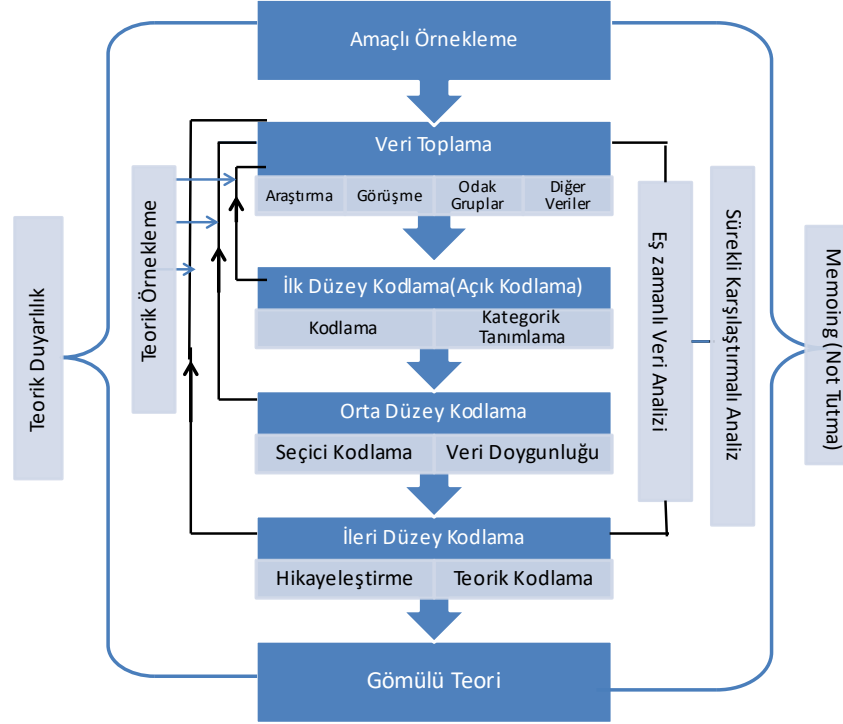 Amaçlı Örnekleme
Veri Toplama
Araştırma
Görüşme
Odak
Gruplar
Diğer
Veriler
İlk Düzey Kodlama(Açık Kodlama)
Kodlama
Kategorik
Tanımlama
Orta Düzey Kodlama
Seçici Kodlama
Veri Doygunluğu
İleri Düzey Kodlama
Hikayeleştirme
Teorik Kodlama
Gömülü Teori
Teorik Duyarlılık
Teorik Örnekleme
Eş zamanlı Veri Analizi
Sürekli Karşılaştırmalı Analiz
Memoing (Not Tutma)